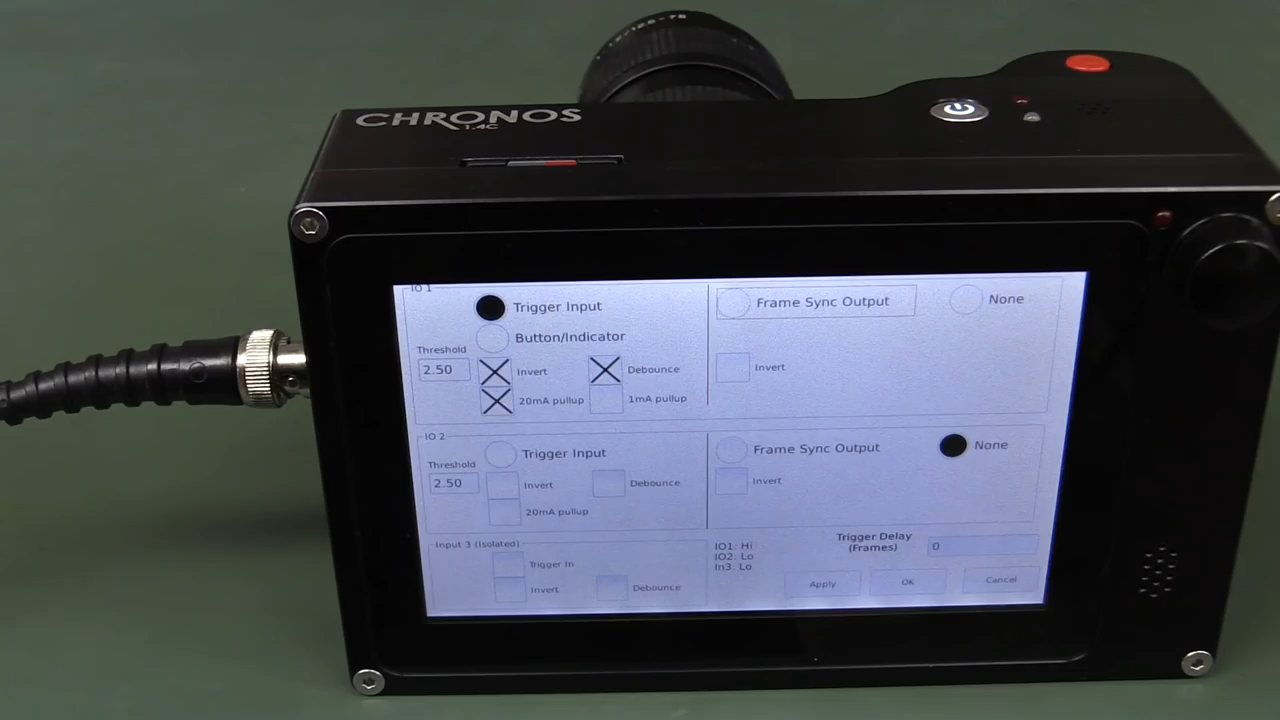 CHRONOS
1.4C
IO 1
Trigger Input
Frame Sync Output
None
Button/Indicator
Threshold
2.50
Invert
Debounce
Invert
20mA pullup
1mA pullup
IO 2
Trigger Input
Frame Sync Output
None
Threshold
2.50
Invert
Debounce
Invert
20mA pullup
Input 3 (Isolated)
Trigger In
Invert
Debounce
IO1: Hi
IO2: Lo
In3: Lo
Trigger Delay
(Frames)
0
Apply
OK
Cancel